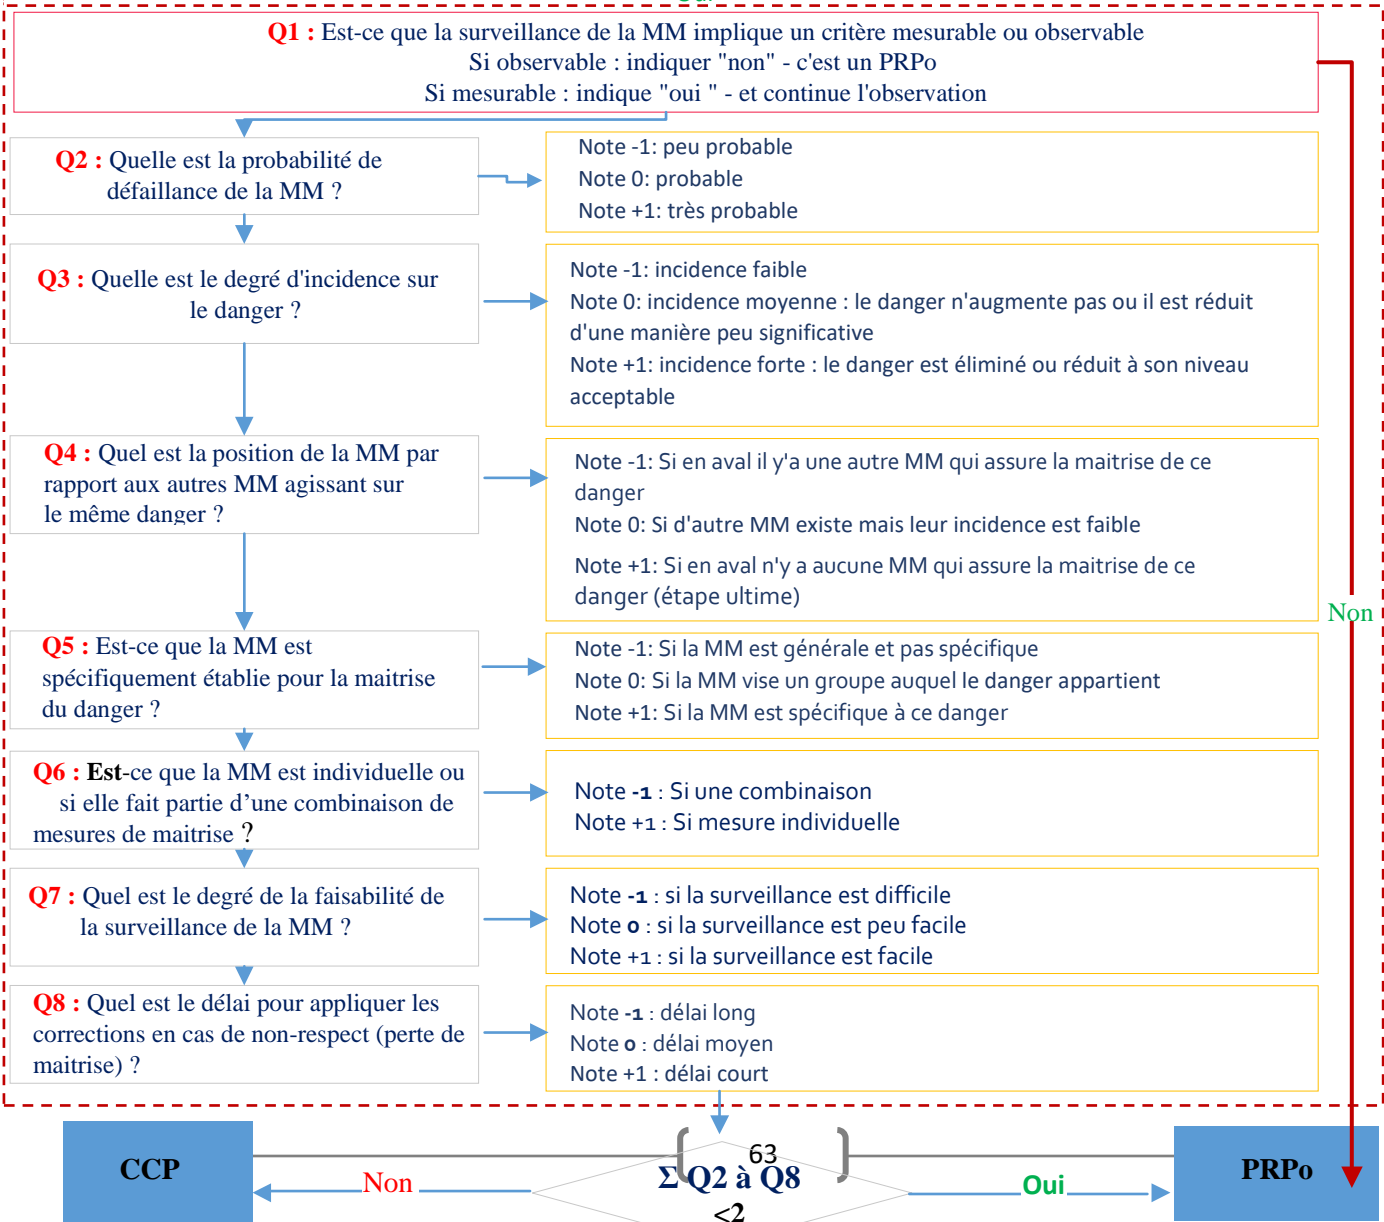 Q1 : Est-ce que la surveillance de la MM implique un critère mesurable ou observable
Si observable : indiquer "non" - c'est un PRPo
Si mesurable : indique "oui " - et continue l'observation
Q2 : Quelle est la probabilité de
défaillance de la MM ?
Note -1: peu probable
Note 0: probable
Note +1: très probable
Q3 : Quelle est le degré d'incidence sur
le danger ?
Note -1: incidence faible
Note 0: incidence moyenne : le danger n'augmente pas ou il est réduit
d'une manière peu significative
Note +1: incidence forte : le danger est éliminé ou réduit à son niveau
acceptable
Q4 : Quel est la position de la MM par
rapport aux autres MM agissant sur
le même danger ?
Note -1: Si en aval il y'a une autre MM qui assure la maitrise de ce
danger
Note 0: Si d'autre MM existe mais leur incidence est faible
Note +1: Si en aval n'y a aucune MM qui assure la maitrise de ce
danger (étape ultime)
Non
Q5 : Est-ce que la MM est
spécifiquement établie pour la maitrise
du danger ?
Note -1: Si la MM est générale et pas spécifique
Note 0: Si la MM vise un groupe auquel le danger appartient
Note +1: Si la MM est spécifique à ce danger
Q6 : Est-ce que la MM est individuelle ou
si elle fait partie d’une combinaison de
mesures de maitrise ?
Note -1 : Si une combinaison
Note +1 : Si mesure individuelle
Q7 : Quel est le degré de la faisabilité de
la surveillance de la MM ?
Note -1 : si la surveillance est difficile
Note 0 : si la surveillance est peu facile
Note +1 : si la surveillance est facile
Q8 : Quel est le délai pour appliquer les
corrections en cas de non-respect (perte de
maitrise) ?
Note -1 : délai long
Note 0 : délai moyen
Note +1 : délai court
CCP
Non
63
Σ Q2 à Q8
<2
Oui
PRPo